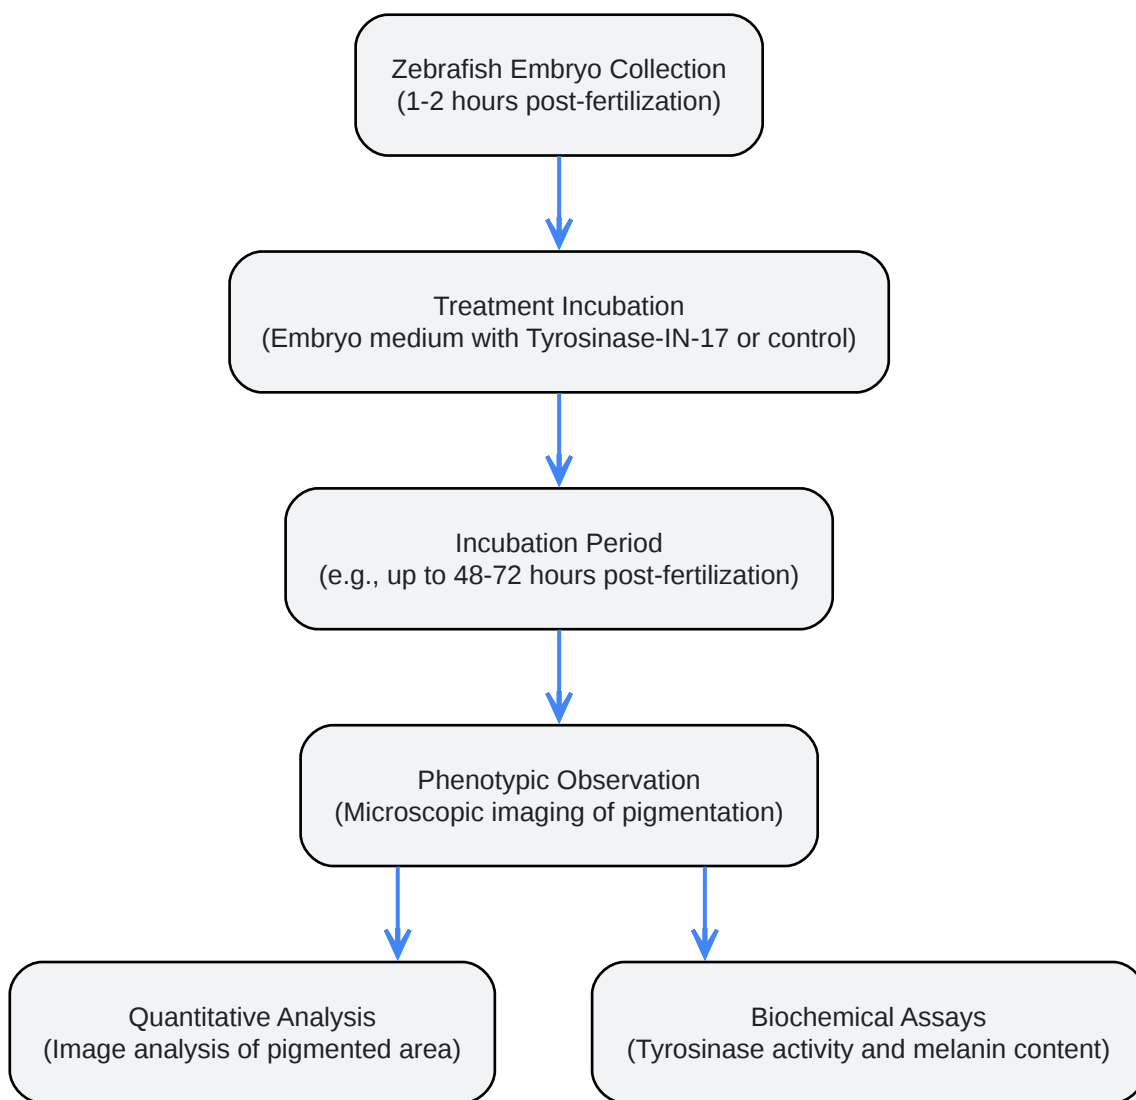 Zebrafish Embryo Collection
(1-2 hours post-fertilization)
Treatment Incubation
(Embryo medium with Tyrosinase-IN-17 or control)
Incubation Period
(e.g., up to 48-72 hours post-fertilization)
Phenotypic Observation
(Microscopic imaging of pigmentation)
Quantitative Analysis
(Image analysis of pigmented area)
Biochemical Assays
(Tyrosinase activity and melanin content)